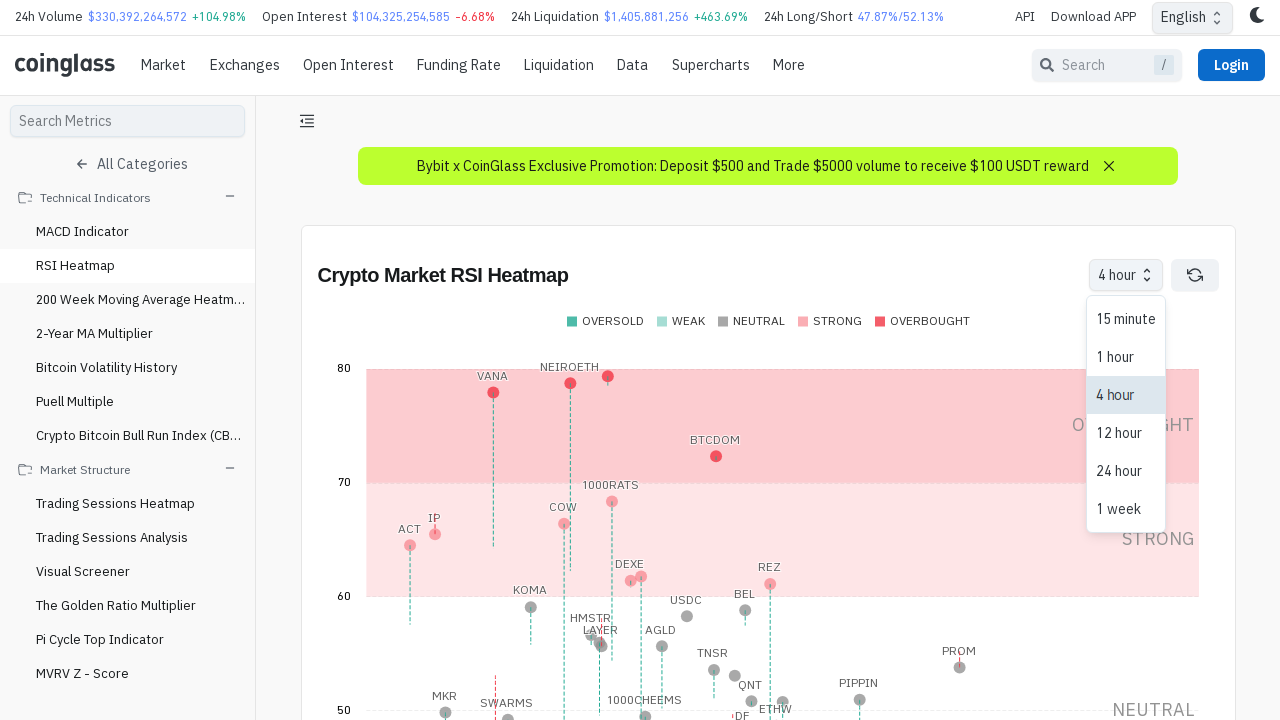 24h Volume $330,392,264,572 +104.98% Open Interest $104,325,254,585 -6.68% 24h Liquidation $1,405,881,256 +463.69% 24h Long/Short 47.87%/52.13% API Download APP English
coinglass Market Exchanges Open Interest Funding Rate Liquidation Data Supercharts More Search / Login
Search Metrics
All Categories
Technical Indicators
MACD Indicator
RSI Heatmap
200 Week Moving Average Heatm...
2-Year MA Multiplier
Bitcoin Volatility History
Puell Multiple
Crypto Bitcoin Bull Run Index (CB...
Market Structure
Trading Sessions Heatmap
Trading Sessions Analysis
Visual Screener
The Golden Ratio Multiplier
Pi Cycle Top Indicator
MVRV Z - Score
Bybit x CoinGlass Exclusive Promotion: Deposit $500 and Trade $5000 volume to receive $100 USDT reward
Crypto Market RSI Heatmap
4 hour
15 minute
1 hour
4 hour
12 hour
24 hour
1 week
OVERSOLD WEAK NEUTRAL STRONG OVERBOUGHT
80
NEIROETH
VANA
BTCDOM
70
1000RATS
COW
IP
ACT
STRONG
DEXE
REZ
60
KOMA
BEL
USDC
HMSTR
LAYER
AGLD
TNSR
PROM
QNT
PIPPIN
MKR
SWARMS
1000CHEEMS
ETHW
50
DF
NEUTRAL